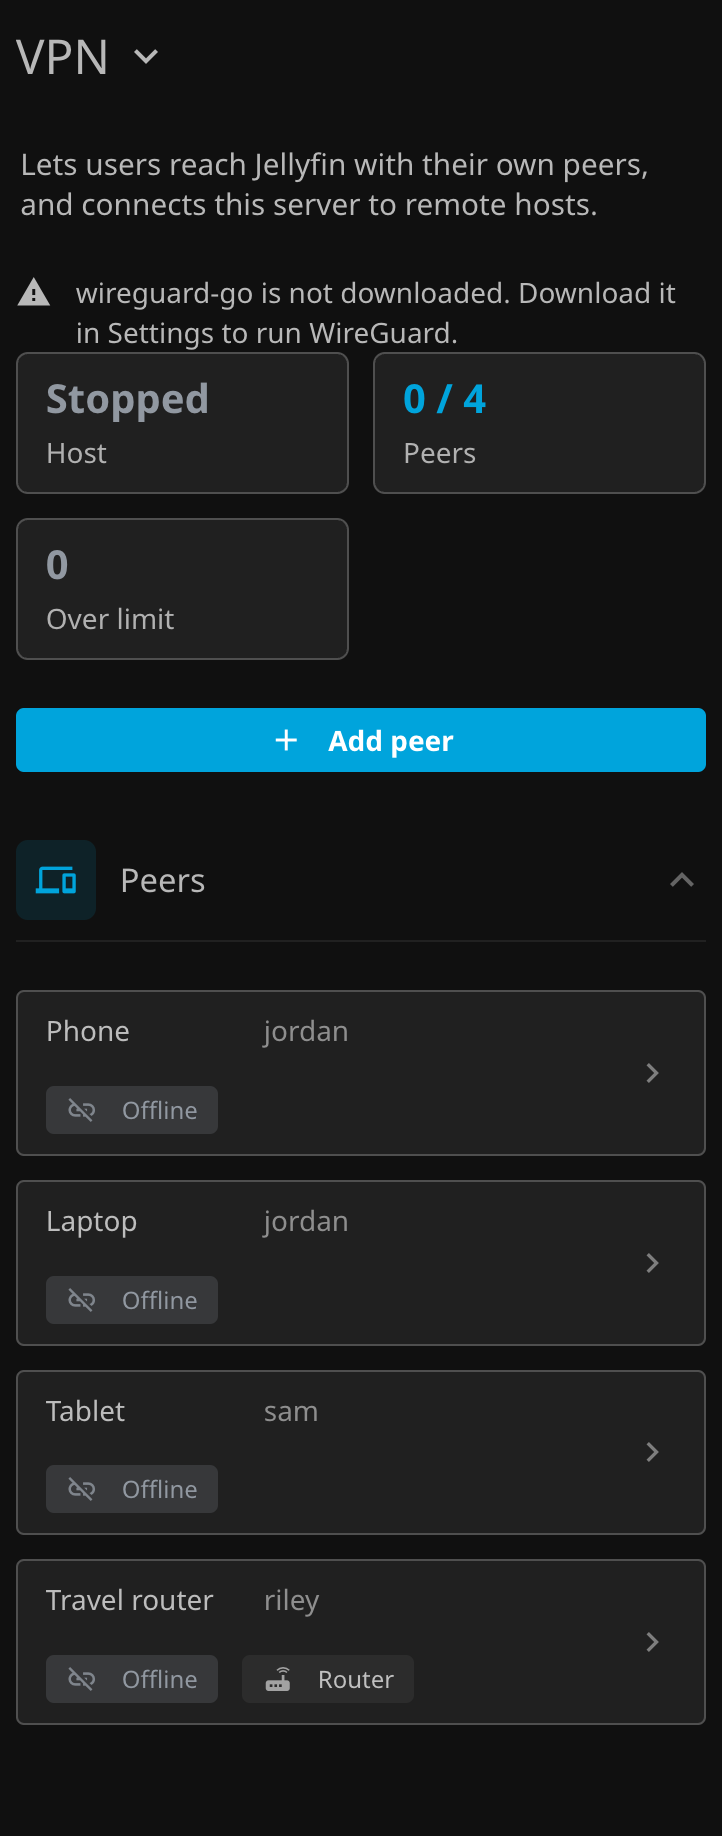 VPN
Lets users reach Jellyfin with their own peers,
and connects this server to remote hosts.
wireguard-go is not downloaded. Download it
in Settings to run WireGuard.
Stopped
Host
0 / 4
Peers
0
Over limit
Add peer
Peers
Phone jordan
Offline
Laptop jordan
Offline
Tablet sam
Offline
Travel router riley
Offline Router